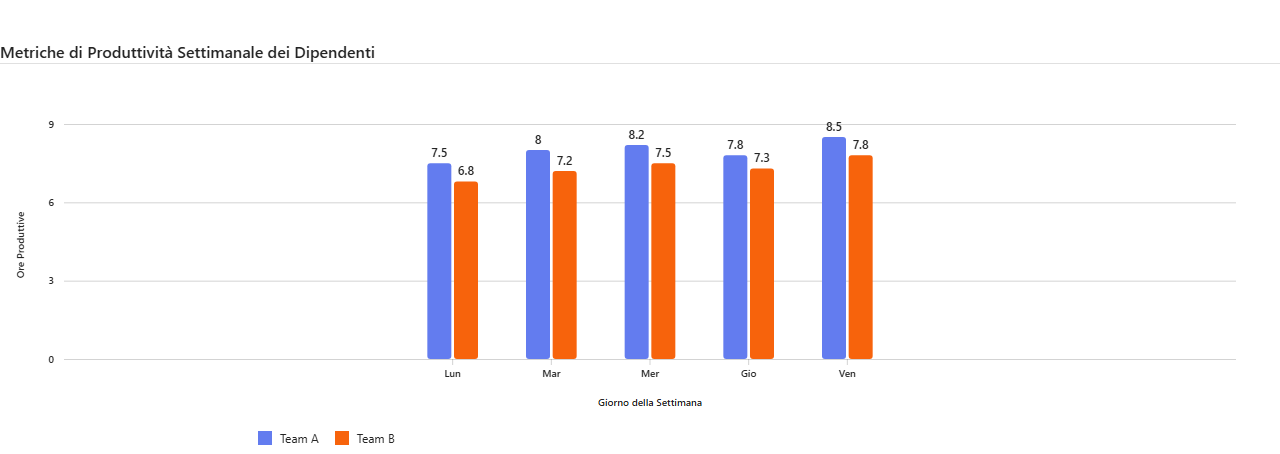 Metriche di Produttività Settimanale dei Dipendenti
9
6
3
0
Ore Produttive
7.5
6.8
8
7.2
8.2
7.5
7.8
7.3
8.5
7.8
Lun
Mar
Mer
Gio
Ven
Giorno della Settimana
Team A
Team B